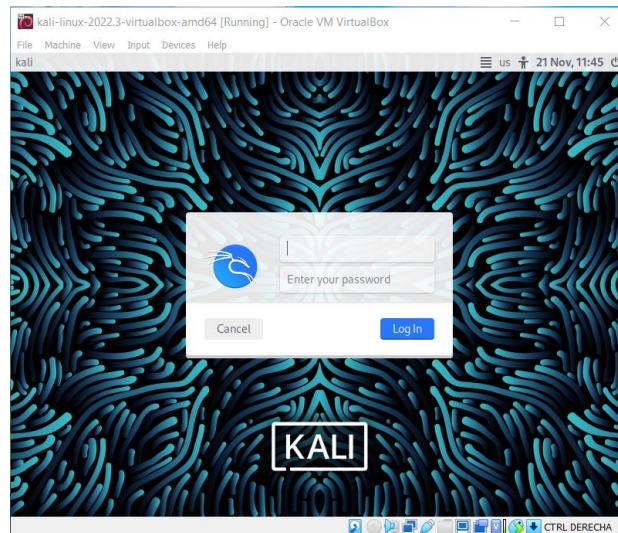 kali-linux-2022.3-virtualbox-amd64 [Running] - Oracle VM VirtualBox
File Machine View Input Devices Help
kali us 21 Nov, 11:45
Enter your password
Cancel Log In
KALI
CTRL DERECHA